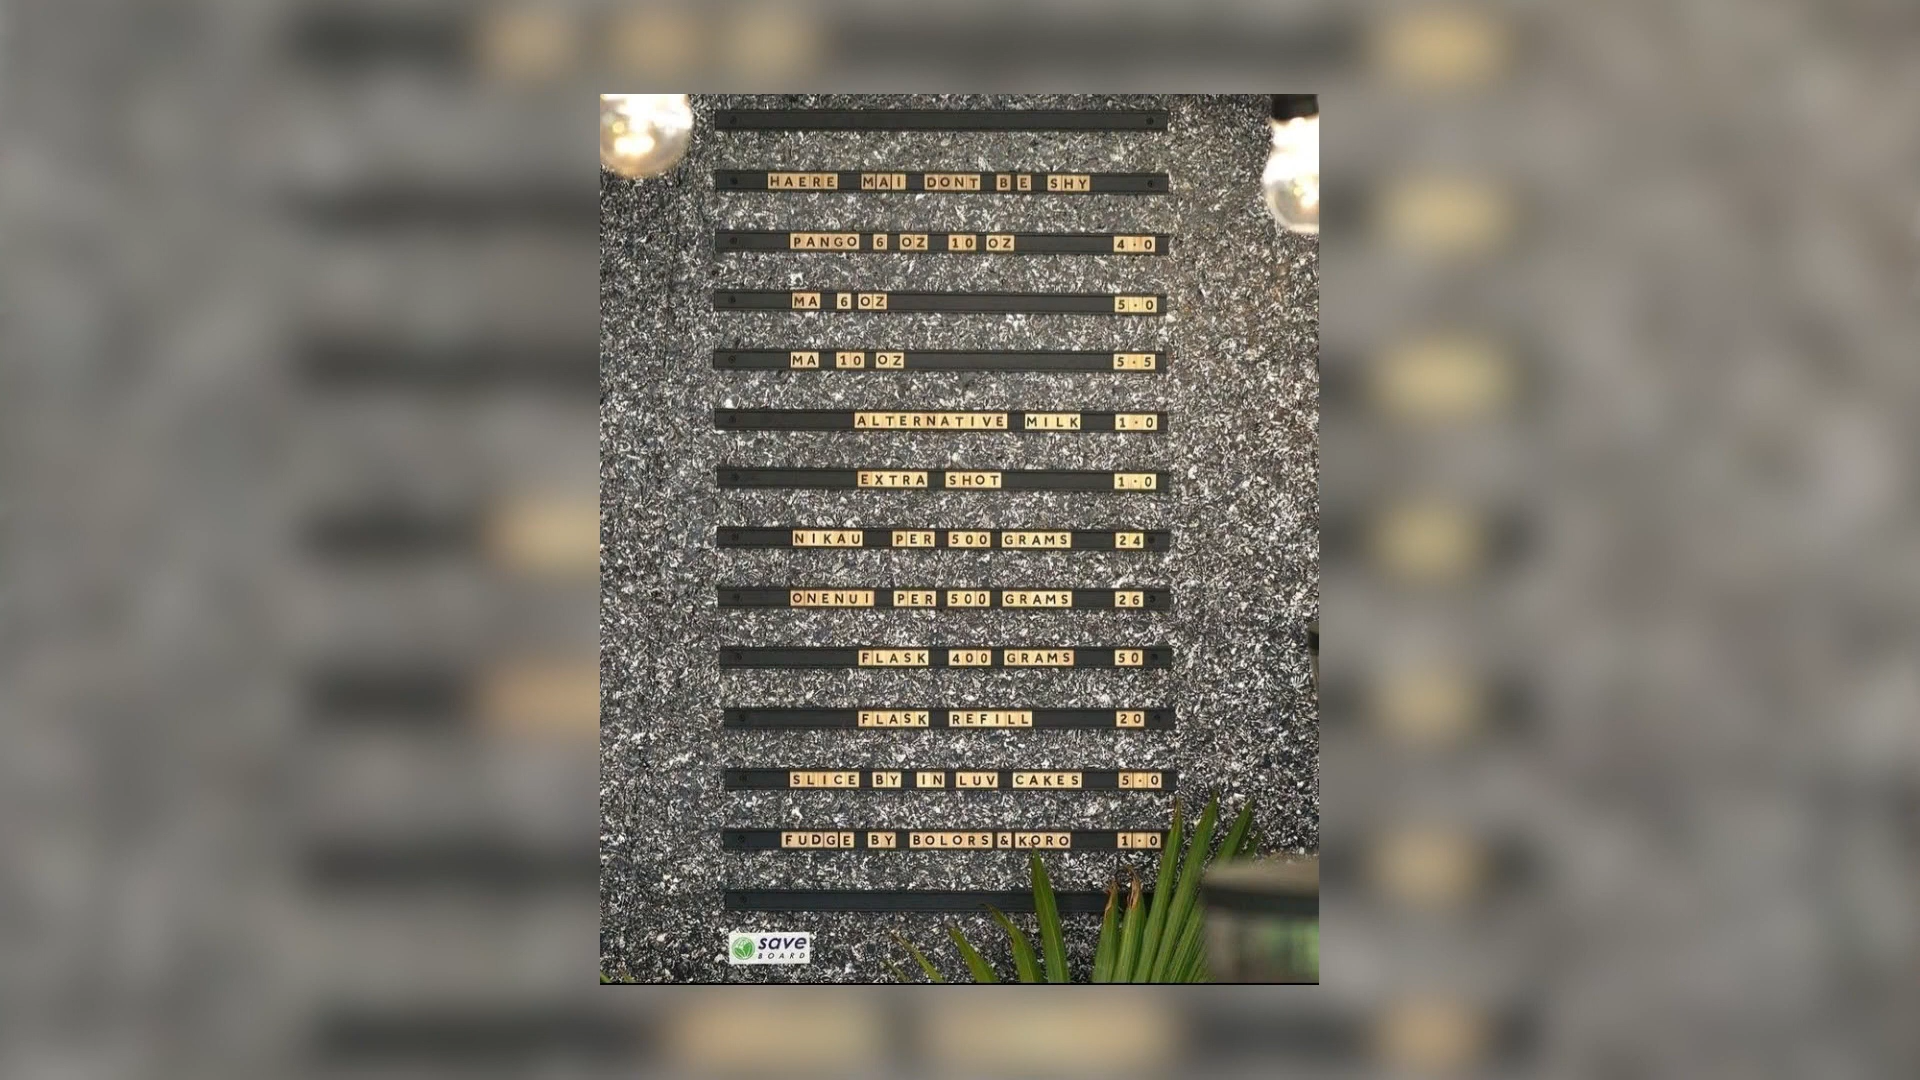 HAERE MAI DONT BE SHY
PANGO 6 OZ 10 OZ 4.0
MA 6 OZ 5.0
MA 10 OZ 5.5
ALTERNATIVE MILK 1.0
EXTRA SHOT 1.0
NIKAU PER 500 GRAMS 24
ONENUI PER 500 GRAMS 26
FLASK 400 GRAMS 50
FLASK REFILL 20
SLICE BY IN LUV CAKES 5.0
FUDGE BY BOLORS & KORO 1.0
save
BOARD